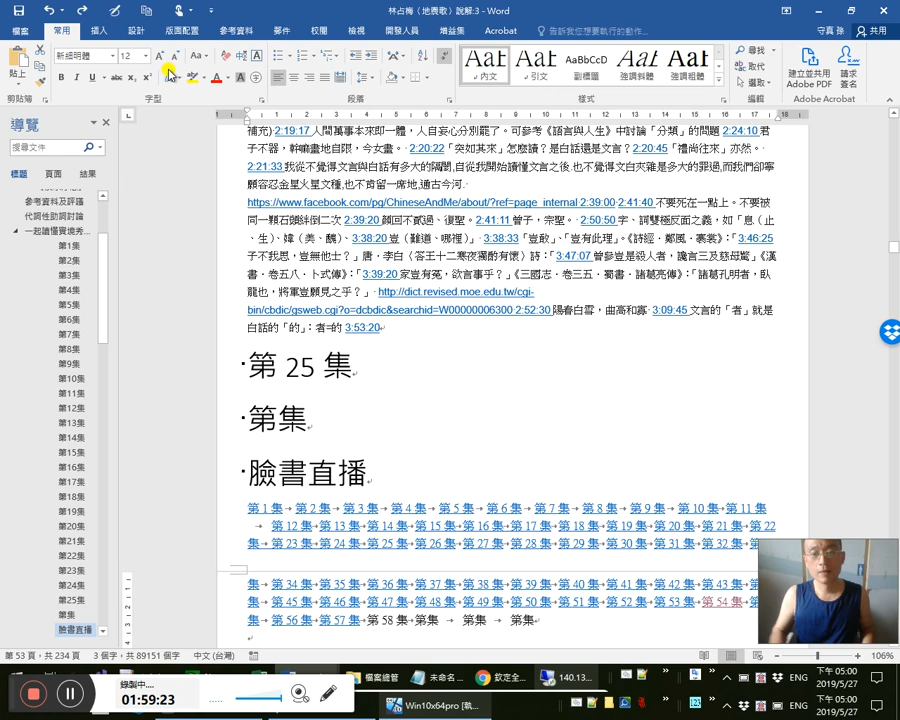 林占梅（地震歌）說解:3 - Word
檔案 常用 插入 設計 版面配置 參考資料 郵件 校閱 檢視 開發人員 增益集 Acrobat 告訴我您想要執行的動作... 守真 孫 共用
貼上 新細明體 12 AaBbCcD 尋找 取代 選取 建立並共用 Adobe PDF 請求簽名
內文 引文 副標題 強調斜體 強調粗體
剪貼簿 字型 段落 樣式 編輯 Adobe Acrobat
導覽
搜尋文件
標題 頁面 結果
參考資料及評議
代詞性助詞討論
第1集
第2集
第3集
第4集
第5集
第6集
第7集
第8集
第9集
第10集
第11集
第12集
第13集
第14集
第15集
第16集
第17集
第18集
第19集
第20集
第21集
第22集
第23集
第24集
第25集
第集
臉書直播
補充) 2:19:17 人間萬事本來即一體，人自妄心分別罷了。可參考《語言與人生》中討論「分類」的問題 2:24:10 君
子不器，幹嘛畫地自限，今女畫。 2:20:22「突如其來」怎麼讀？是白話還是文言？2:20:45「禮尚往來」亦然。
2:21:33 我從不覺得文言與白話有多大的隔閡,自從我開始讀懂文言之後.也不覺得文白夾雜是多大的罪過,而我們卻寧
願容忍金星火星文種,也不肯留一席地,通古今河.
https://www.facebook.com/pg/ChineseAndMe/about/?ref=page_internal 2:39:00 2:41:40 不要死在一點上。不要被
同一顆石頭絆倒二次 2:39:20 顏回不貳過、復聖。2:41:11 曾子，宗聖。 2:50:50 字、詞雙極反面之義，如「息（止
、生）、媁（美、醜）、3:38:20 豈（難道、哪裡）」 3:38:33「豈敢」、「豈有此理」。《詩經．鄭風．褰裳》：「3:46:25
子不我思，豈無他士？」唐．李白〈答王十二寒夜獨酌有懷〉詩：「3:47:07 曾參豈是殺人者，讒言三及慈母驚」《漢
書．卷五八．卜式傳》：「3:39:20 家豈有冤，欲言事乎？」《三國志．卷三五．蜀書．諸葛亮傳》：「諸葛孔明者，臥
龍也，將軍豈願見之乎？」 http://dict.revised.moe.edu.tw/cgi-
bin/cbdic/gsweb.cgi?o=dcbdic&searchid=W00000006300 2:52:30 陽春白雪，曲高和寡 3:09:45 文言的「者」就是
白話的「的」：者=的 3:53:20
第 25 集
第集
臉書直播
第 1 集 第 2 集 第 3 集 第 4 集 第 5 集 第 6 集 第 7 集 第 8 集 第 9 集 第 10 集 第 11 集
第 12 集 第 13 集 第 14 集 第 15 集 第 16 集 第 17 集 第 18 集 第 19 集 第 20 集 第 21 集 第 22
集 第 23 集 第 24 集 第 25 集 第 26 集 第 27 集 第 28 集 第 29 集 第 30 集 第 31 集 第 32
集 第 34 集 第 35 集 第 36 集 第 37 集 第 38 集 第 39 集 第 40 集 第 41 集 第 42 集 第 43
集 第 45 集 第 46 集 第 47 集 第 48 集 第 49 集 第 50 集 第 51 集 第 52 集 第 53 集 第 54 集
集 第 56 集 第 57 集 第 58 集 第集 第集 第集
第 53 頁，共 234 頁 3 個字，共 89151 個字 中文 (台灣) 106%
錄製中....
01:59:23
檔案總管 未命名... 欽定全... 140.13... ENG 下午 05:00 2019/5/27
Win10x64pro [執... ENG 下午 05:00 2019/5/27